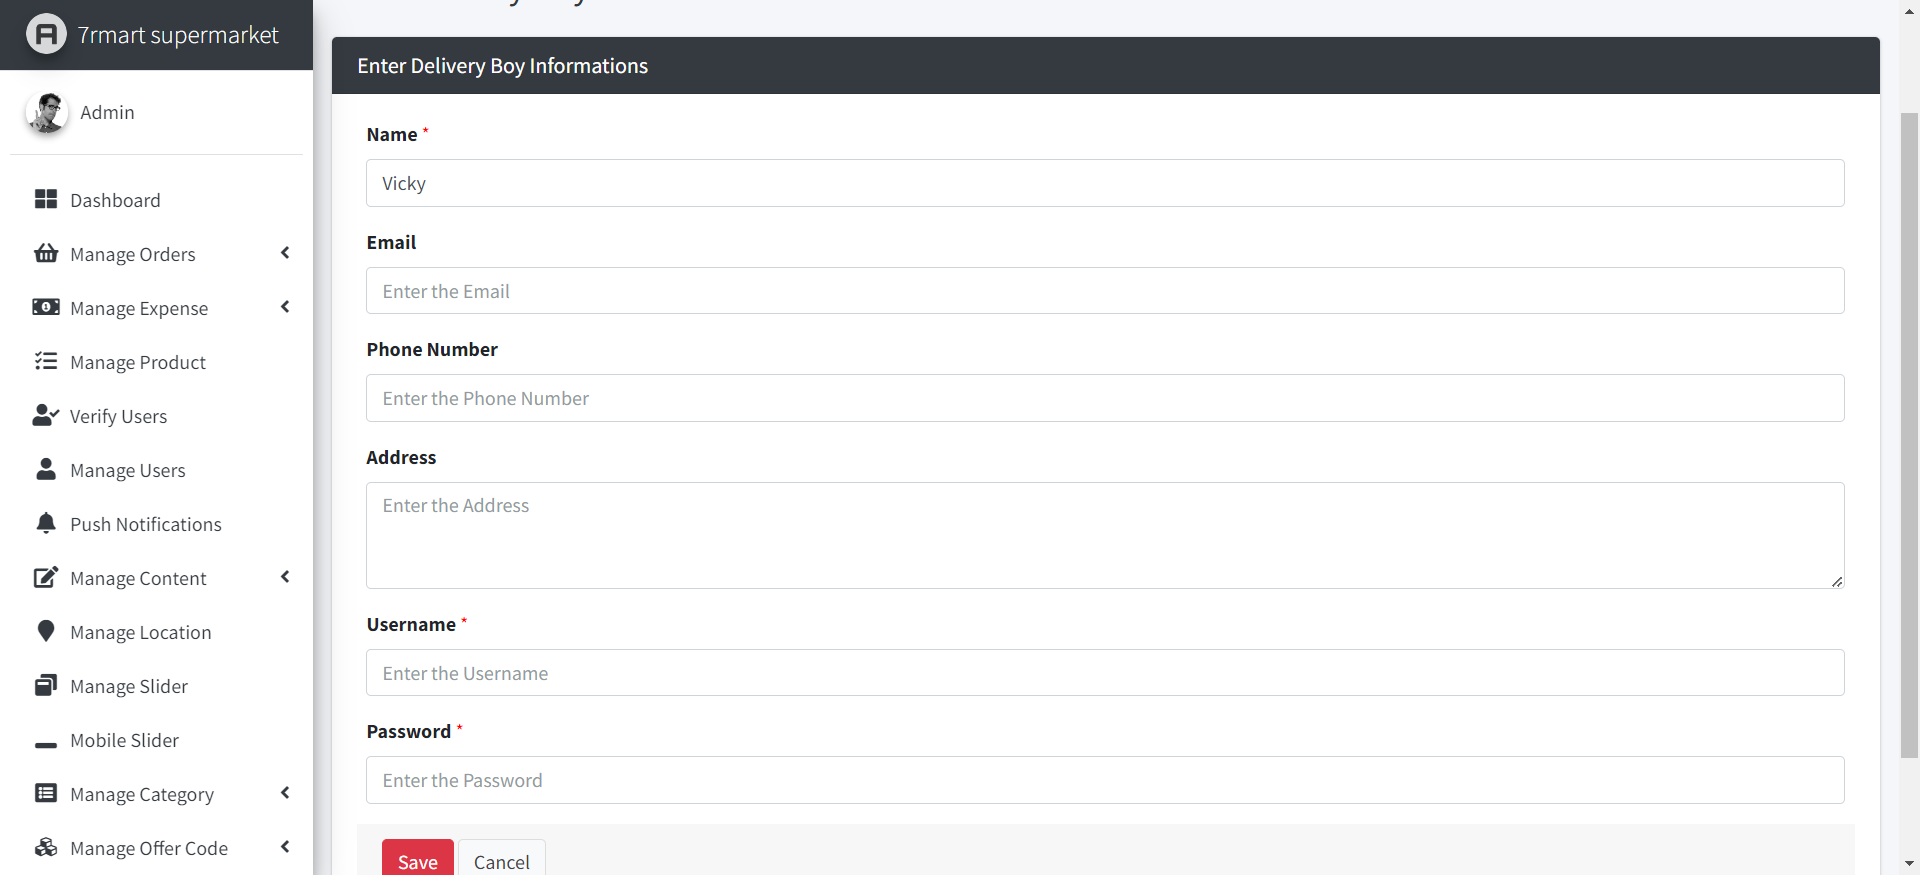 7rmart supermarket
Admin
Dashboard
Manage Orders
Manage Expense
Manage Product
Verify Users
Manage Users
Push Notifications
Manage Content
Manage Location
Manage Slider
Mobile Slider
Manage Category
Manage Offer Code
Enter Delivery Boy Informations
Name *
Vicky
Email
Enter the Email
Phone Number
Enter the Phone Number
Address
Enter the Address
Username *
Enter the Username
Password *
Enter the Password
Save Cancel